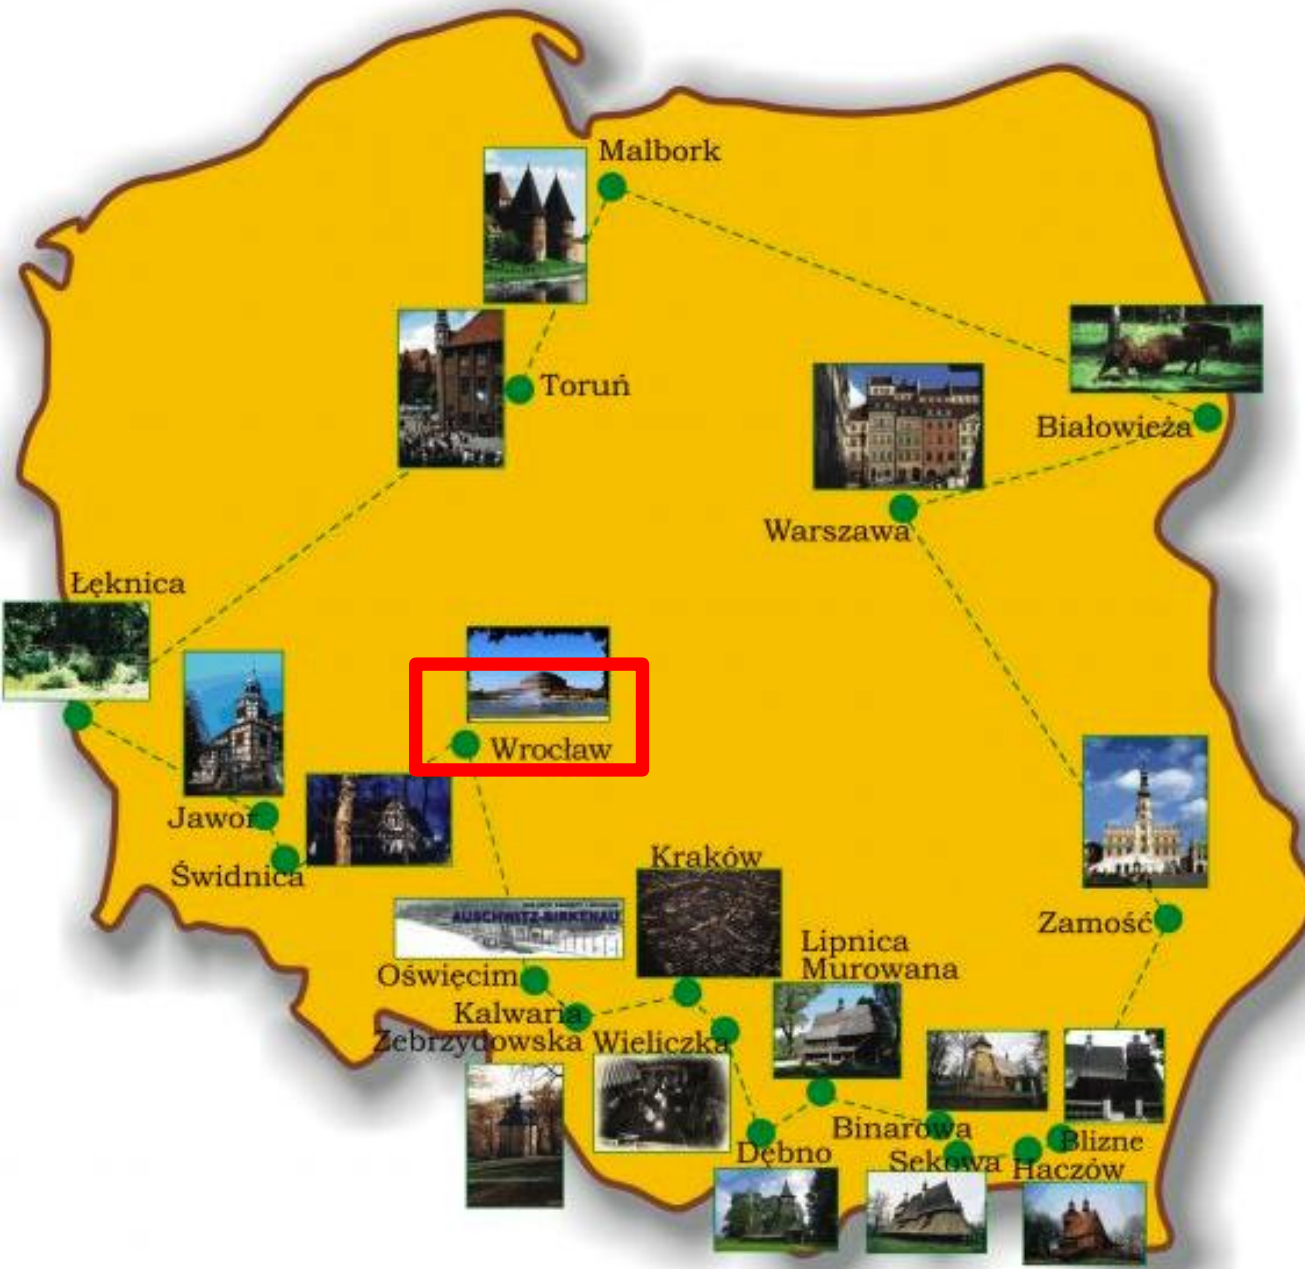 Malbork
Toruń
Białowieża
Warszawa
Łęknica
Wrocław
Jawor
Świdnica
Kraków
AUSCHWITZ-BIRKENAU
Zamość
Lipnica
Murowana
Oświęcim
Kalwaria
Zebrzydowska
Wieliczka
Binarowa
Blizne
Dębno
Sękowa
Haczów